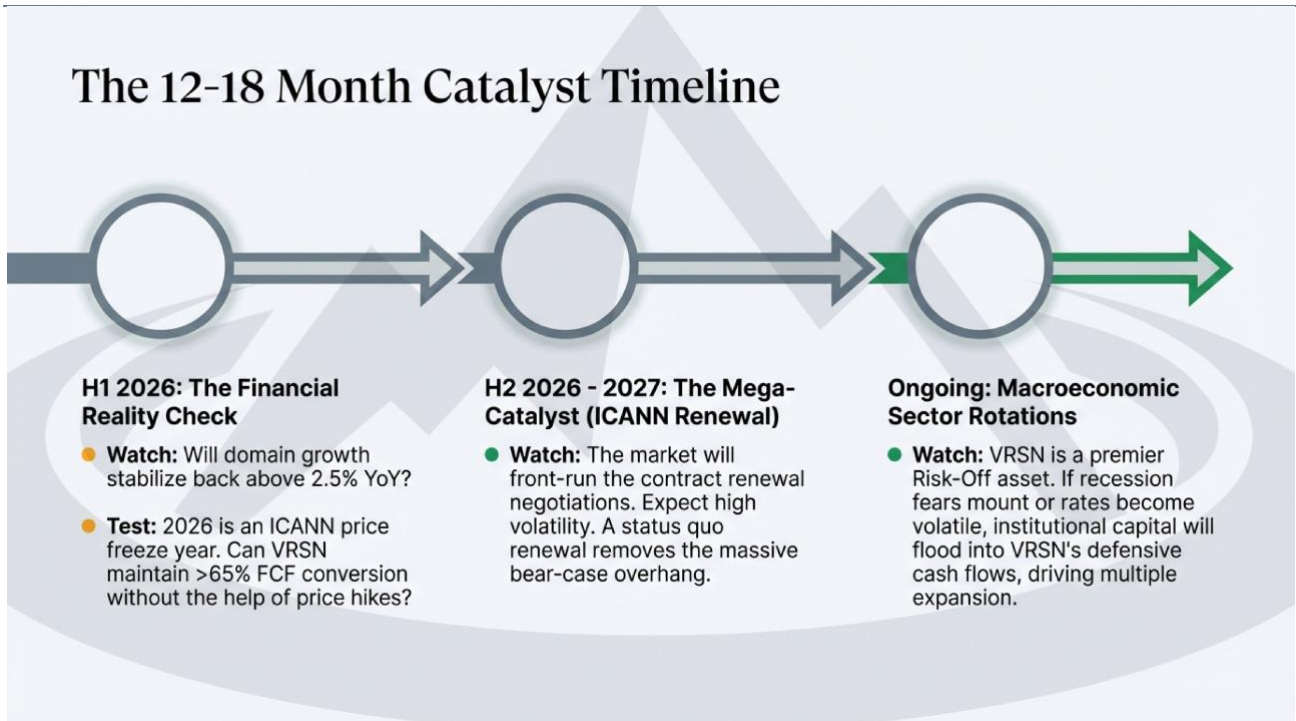 The 12-18 Month Catalyst Timeline
H1 2026: The Financial
Reality Check
Watch: Will domain growth
stabilize back above 2.5% YoY?
Test: 2026 is an ICANN price
freeze year. Can VRSN
maintain >65% FCF conversion
without the help of price hikes?
H2 2026 - 2027: The Mega-
Catalyst (ICANN Renewal)
Watch: The market will
front-run the contract renewal
negotiations. Expect high
volatility. A status quo
renewal removes the massive
bear-case overhang.
Ongoing: Macroeconomic
Sector Rotations
Watch: VRSN is a premier
Risk-Off asset. If recession
fears mount or rates become
volatile, institutional capital will
flood into VRSN's defensive
cash flows, driving multiple
expansion.